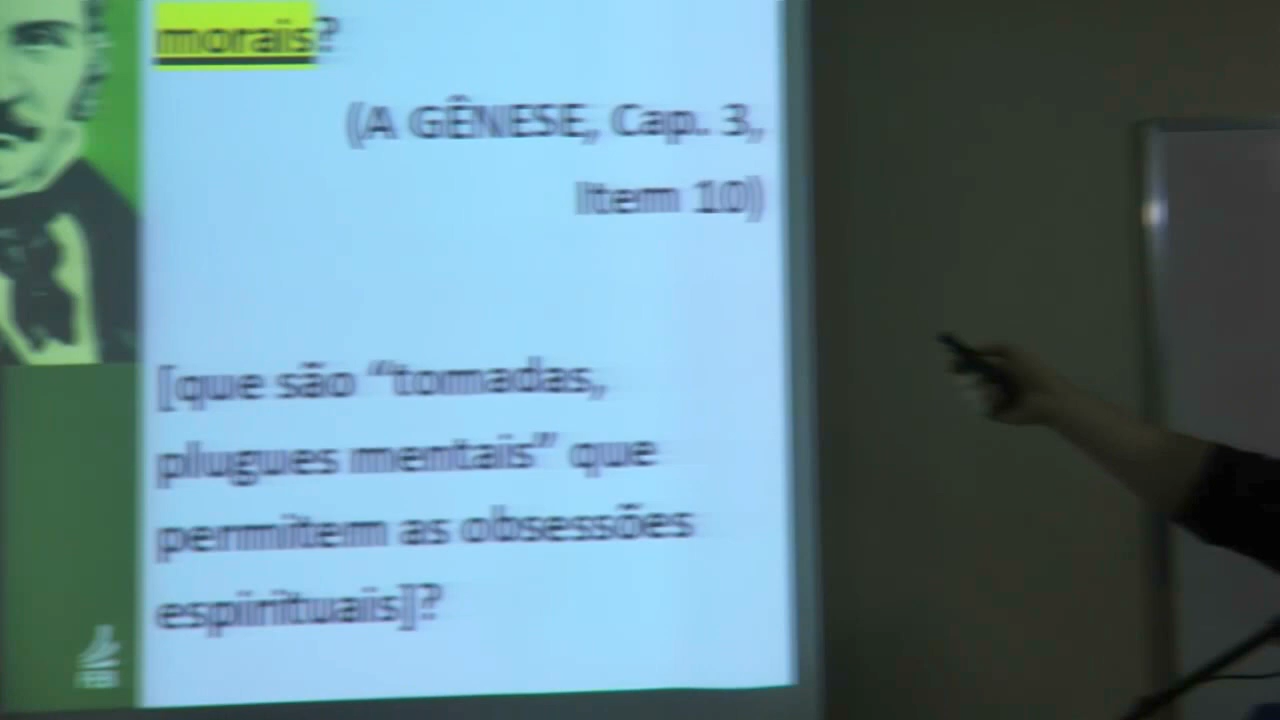 morais?
(A GÊNESE, Cap. 3,
Item 10)
[que são “tomadas,
plugues mentais” que
permitem as obsessões
espirituais]?